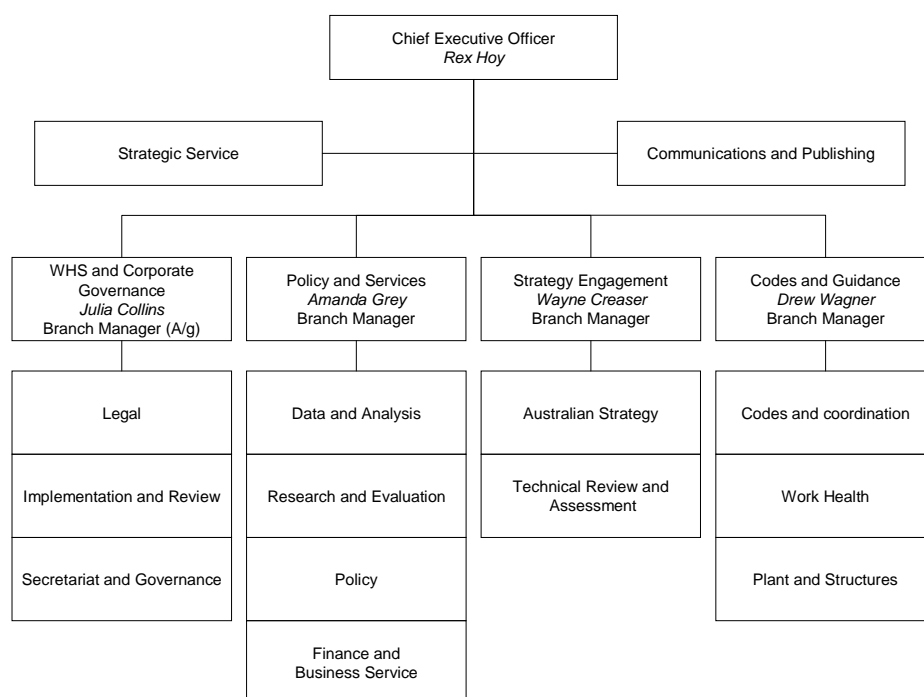 Chief Executive Officer
Rex Hoy
Strategic Service
Communications and Publishing
WHS and Corporate
Governance
Julia Collins
Branch Manager (A/g)
Policy and Services
Amanda Grey
Branch Manager
Strategy Engagement
Wayne Creaser
Branch Manager
Codes and Guidance
Drew Wagner
Branch Manager
Legal
Implementation and Review
Secretariat and Governance
Data and Analysis
Research and Evaluation
Policy
Finance and
Business Service
Australian Strategy
Technical Review and
Assessment
Codes and coordination
Work Health
Plant and Structures